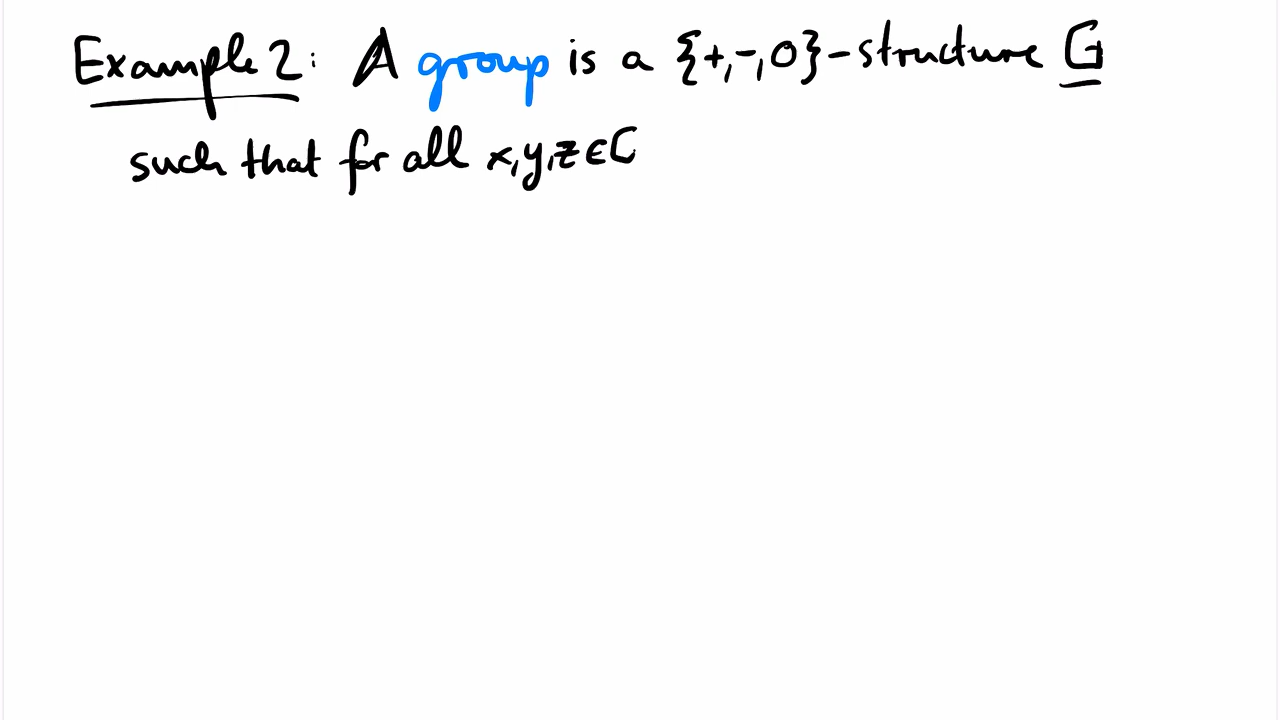 Example 2: A group is a {+,-,0}-structure G
such that for all x,y,z∈C